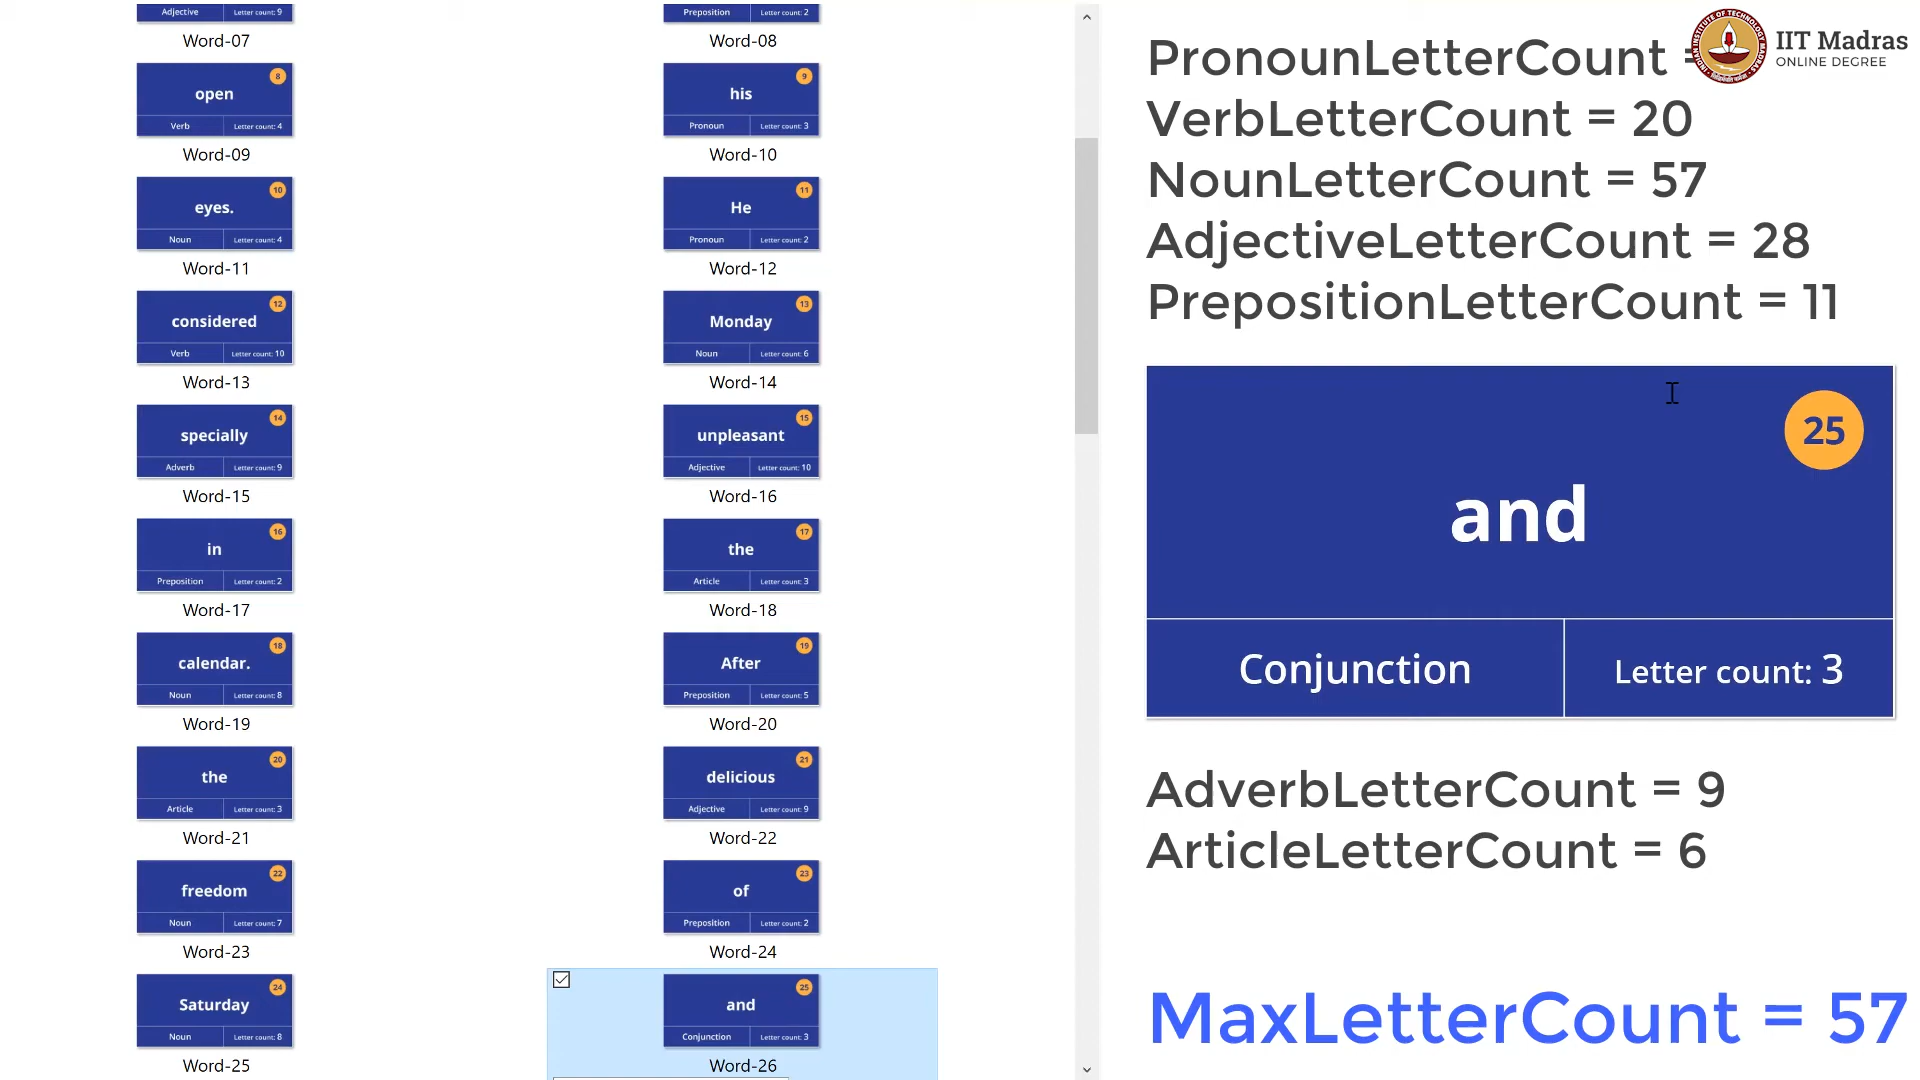 Adjective Letter count: 9
Word-07
Preposition Letter count: 2
Word-08
8
open
Verb Letter count: 4
Word-09
9
his
Pronoun Letter count: 3
Word-10
10
eyes.
Noun Letter count: 4
Word-11
11
He
Pronoun Letter count: 2
Word-12
12
considered
Verb Letter count: 10
Word-13
13
Monday
Noun Letter count: 6
Word-14
14
specially
Adverb Letter count: 9
Word-15
15
unpleasant
Adjective Letter count: 10
Word-16
16
in
Preposition Letter count: 2
Word-17
17
the
Article Letter count: 3
Word-18
18
calendar.
Noun Letter count: 8
Word-19
19
After
Preposition Letter count: 5
Word-20
20
the
Article Letter count: 3
Word-21
21
delicious
Adjective Letter count: 9
Word-22
22
freedom
Noun Letter count: 7
Word-23
23
of
Preposition Letter count: 2
Word-24
24
Saturday
Noun Letter count: 8
Word-25
25
and
Conjunction Letter count: 3
Word-26
PronounLetterCount =
VerbLetterCount = 20
NounLetterCount = 57
AdjectiveLetterCount = 28
PrepositionLetterCount = 11
25
and
Conjunction Letter count: 3
AdverbLetterCount = 9
ArticleLetterCount = 6
MaxLetterCount = 57
IIT Madras
ONLINE DEGREE